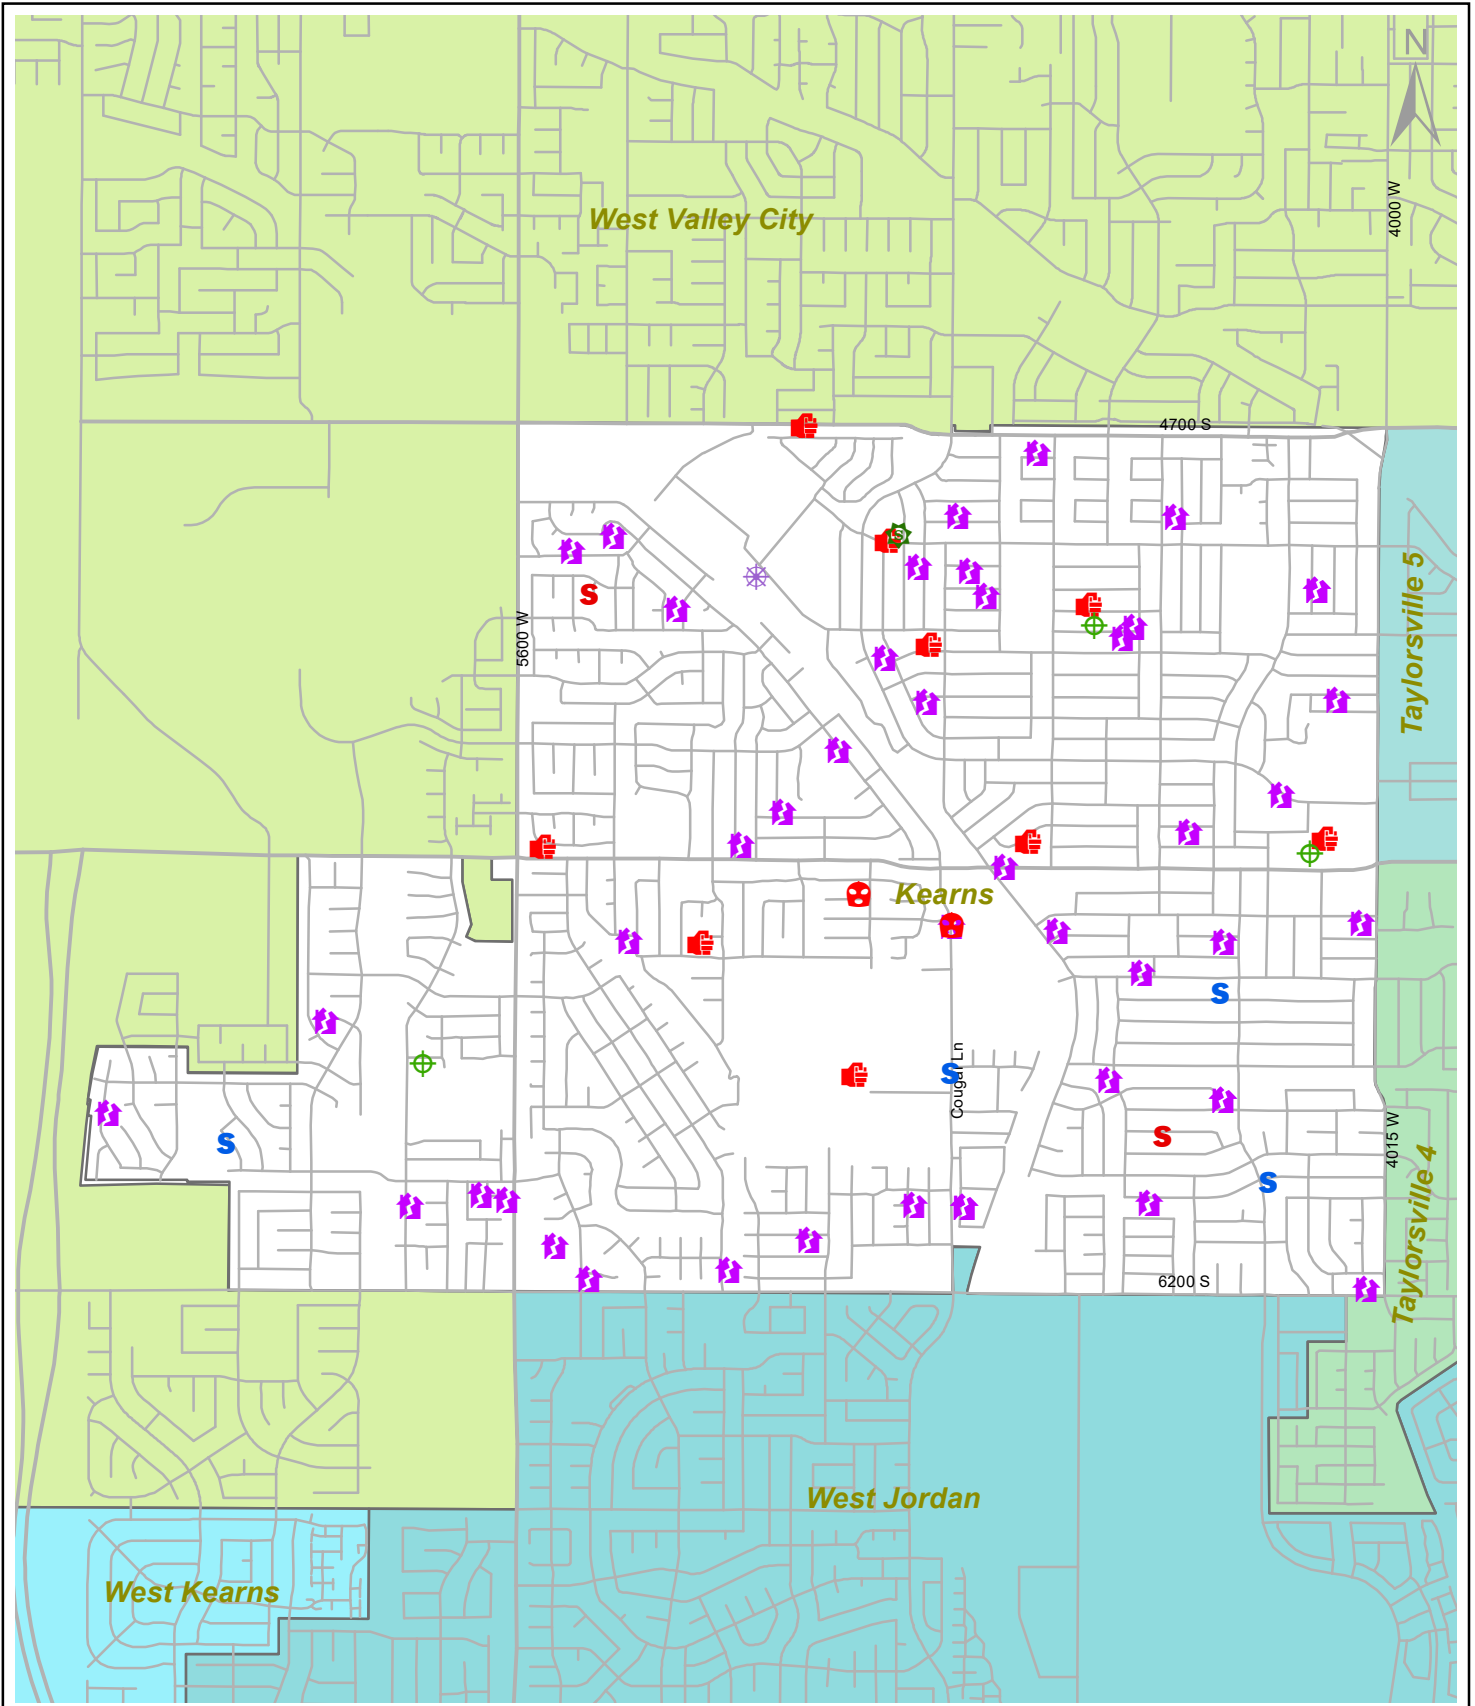 N
4000 W
West Valley City
4700 S
Taylorsville 5
S
S
5600 W
Kearns
S
S
Cougar Ln
S
S
4015 W
S
Taylorsville 4
6200 S
West Jordan
West Kearns